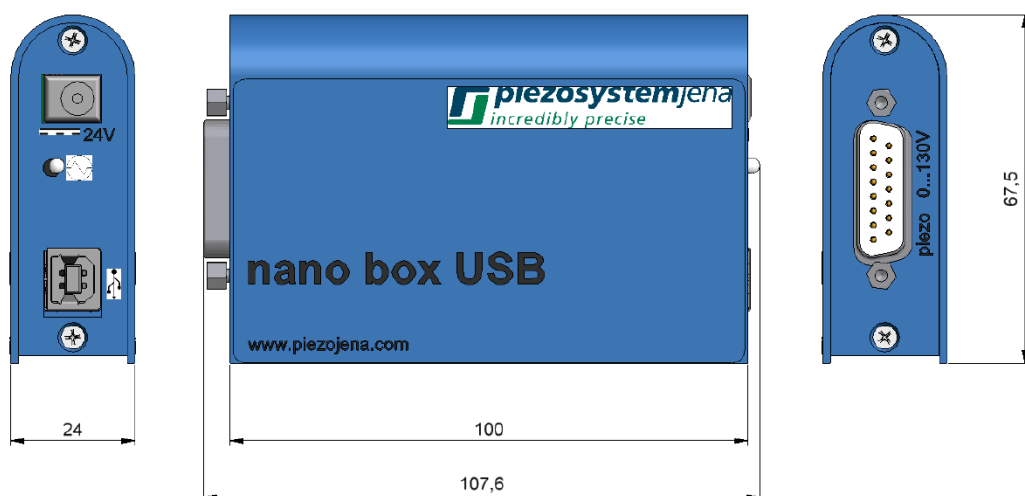 24V
24
piezosystemjena
incredibly precise
nano box USB
www.piezojena.com
100
107,6
piezo 0...130V
67,5